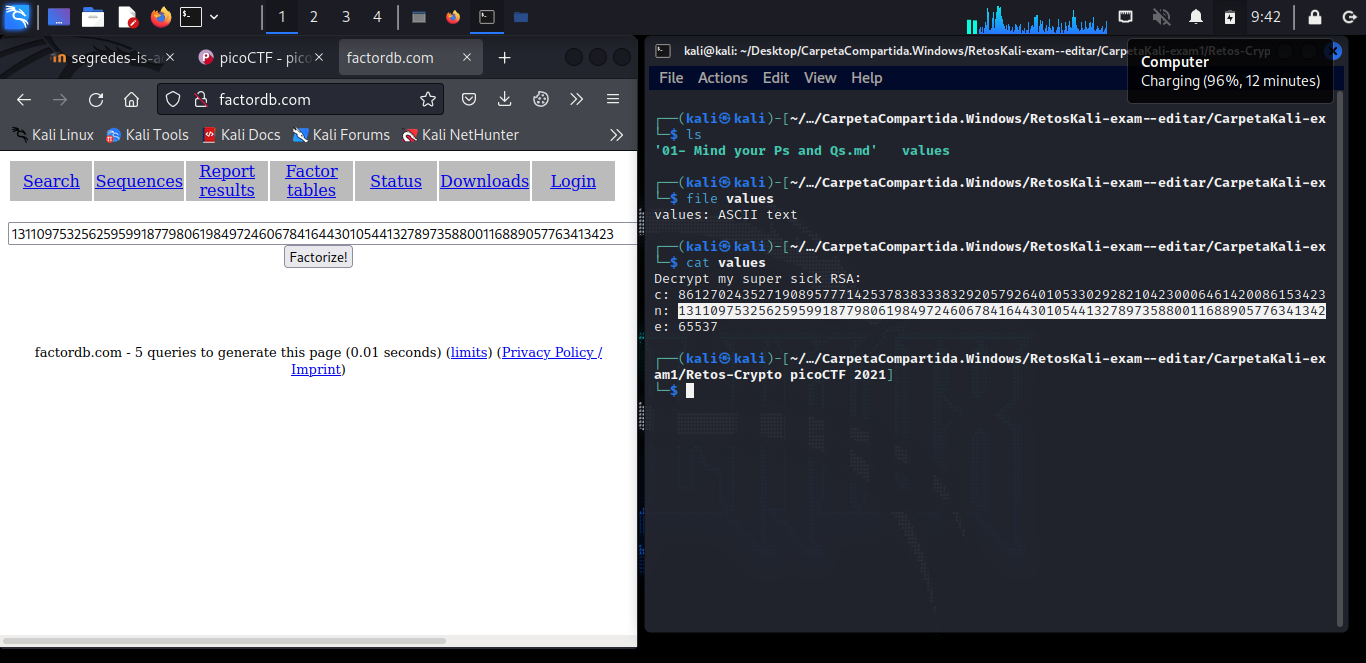 1 2 3 4 9:42
segredes-is-a
picoCTF - pico
factordb.com
factordb.com
Kali Linux Kali Tools Kali Docs Kali Forums Kali NetHunter
Search Sequences Report results Factor tables Status Downloads Login
1311097532562595991877980619849724606784164430105441327897358800116889057763413423
Factorize!
factordb.com - 5 queries to generate this page (0.01 seconds) (limits) (Privacy Policy /
Imprint)
kali@kali: ~/Desktop/CarpetaCompartida.Windows/RetosKali-exam--editar/CarpetaKali-exam1/Retos-Cryp
Computer
Charging (96%, 12 minutes)
File Actions Edit View Help
┌──(kali㉿kali)-[~/…/CarpetaCompartida.Windows/RetosKali-exam--editar/CarpetaKali-ex
└─$ ls
'01- Mind your Ps and Qs.md' values
┌──(kali㉿kali)-[~/…/CarpetaCompartida.Windows/RetosKali-exam--editar/CarpetaKali-ex
└─$ file values
values: ASCII text
┌──(kali㉿kali)-[~/…/CarpetaCompartida.Windows/RetosKali-exam--editar/CarpetaKali-ex
└─$ cat values
Decrypt my super sick RSA:
c: 861270243527190895777142537838333832920579264010533029282104230006461420086153423
n: 131109753256259599187798061984972460678416443010544132789735880011688905776341342
e: 65537
┌──(kali㉿kali)-[~/…/CarpetaCompartida.Windows/RetosKali-exam--editar/CarpetaKali-ex
am1/Retos-Crypto picoCTF 2021]
└─$